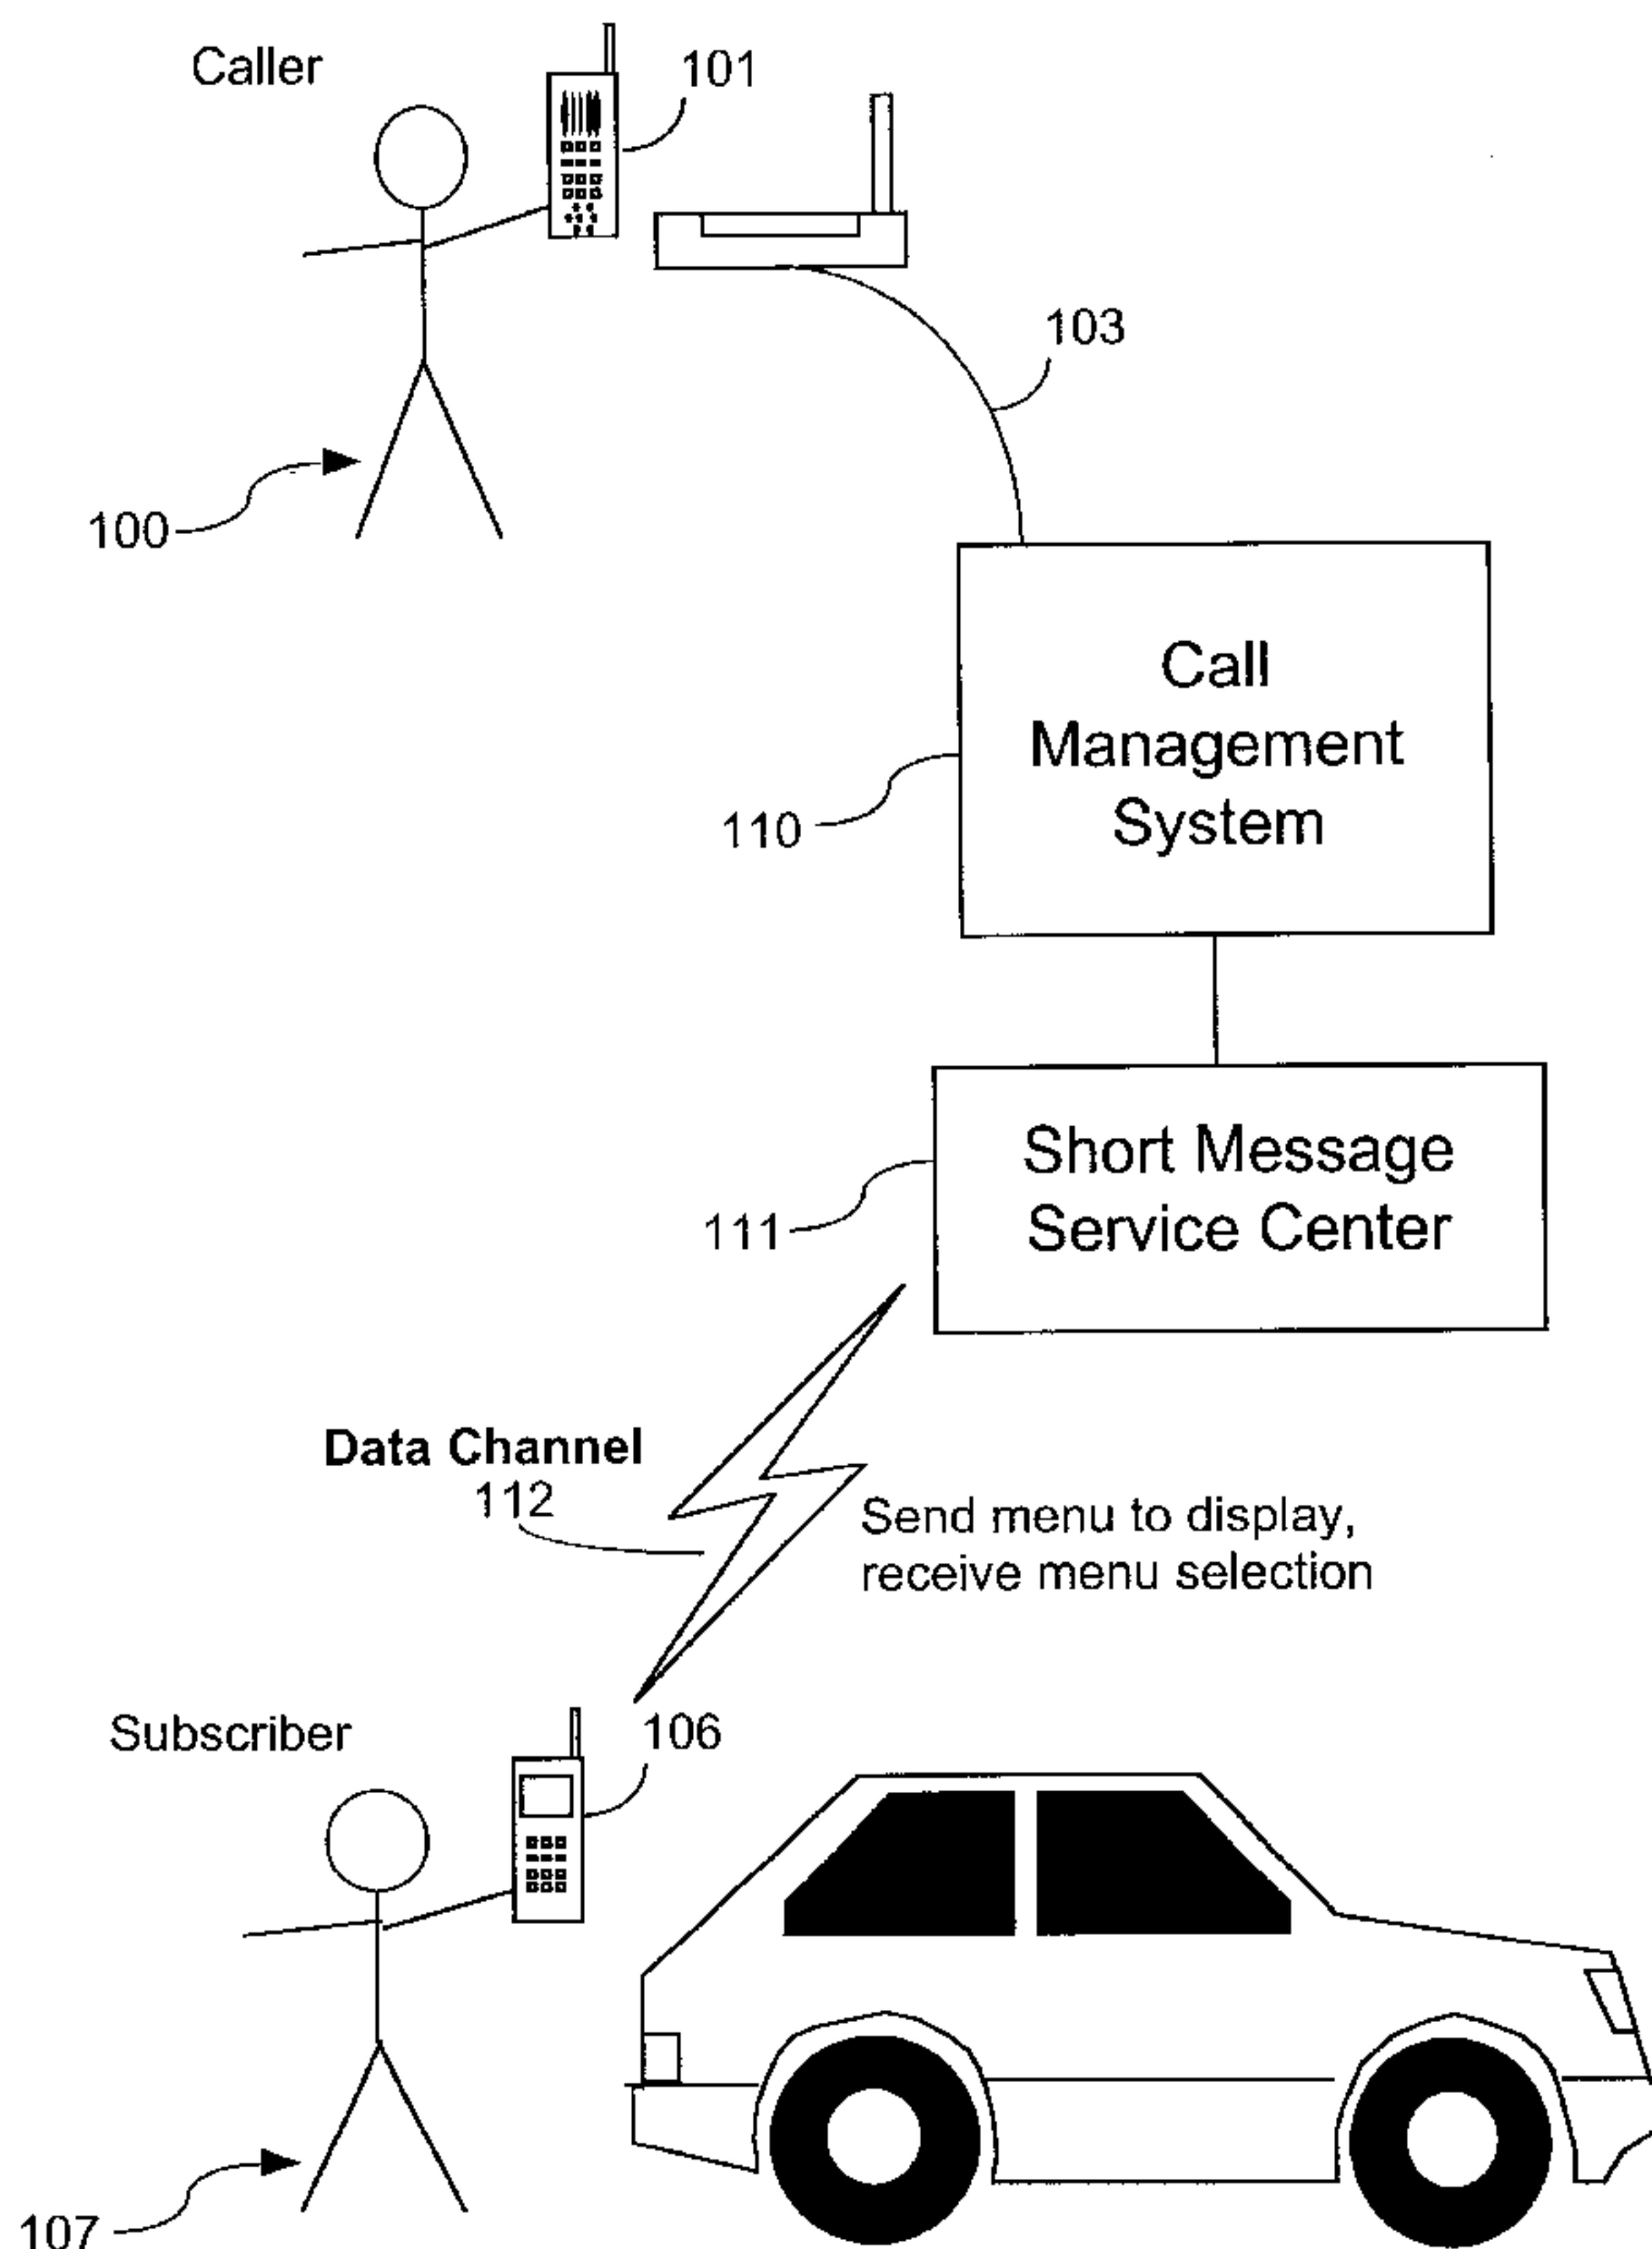 Caller
101
103
100
Call
Management
System
110
Short Message
Service Center
111
Data Channel
112
Send menu to display,
receive menu selection
Subscriber
106
107